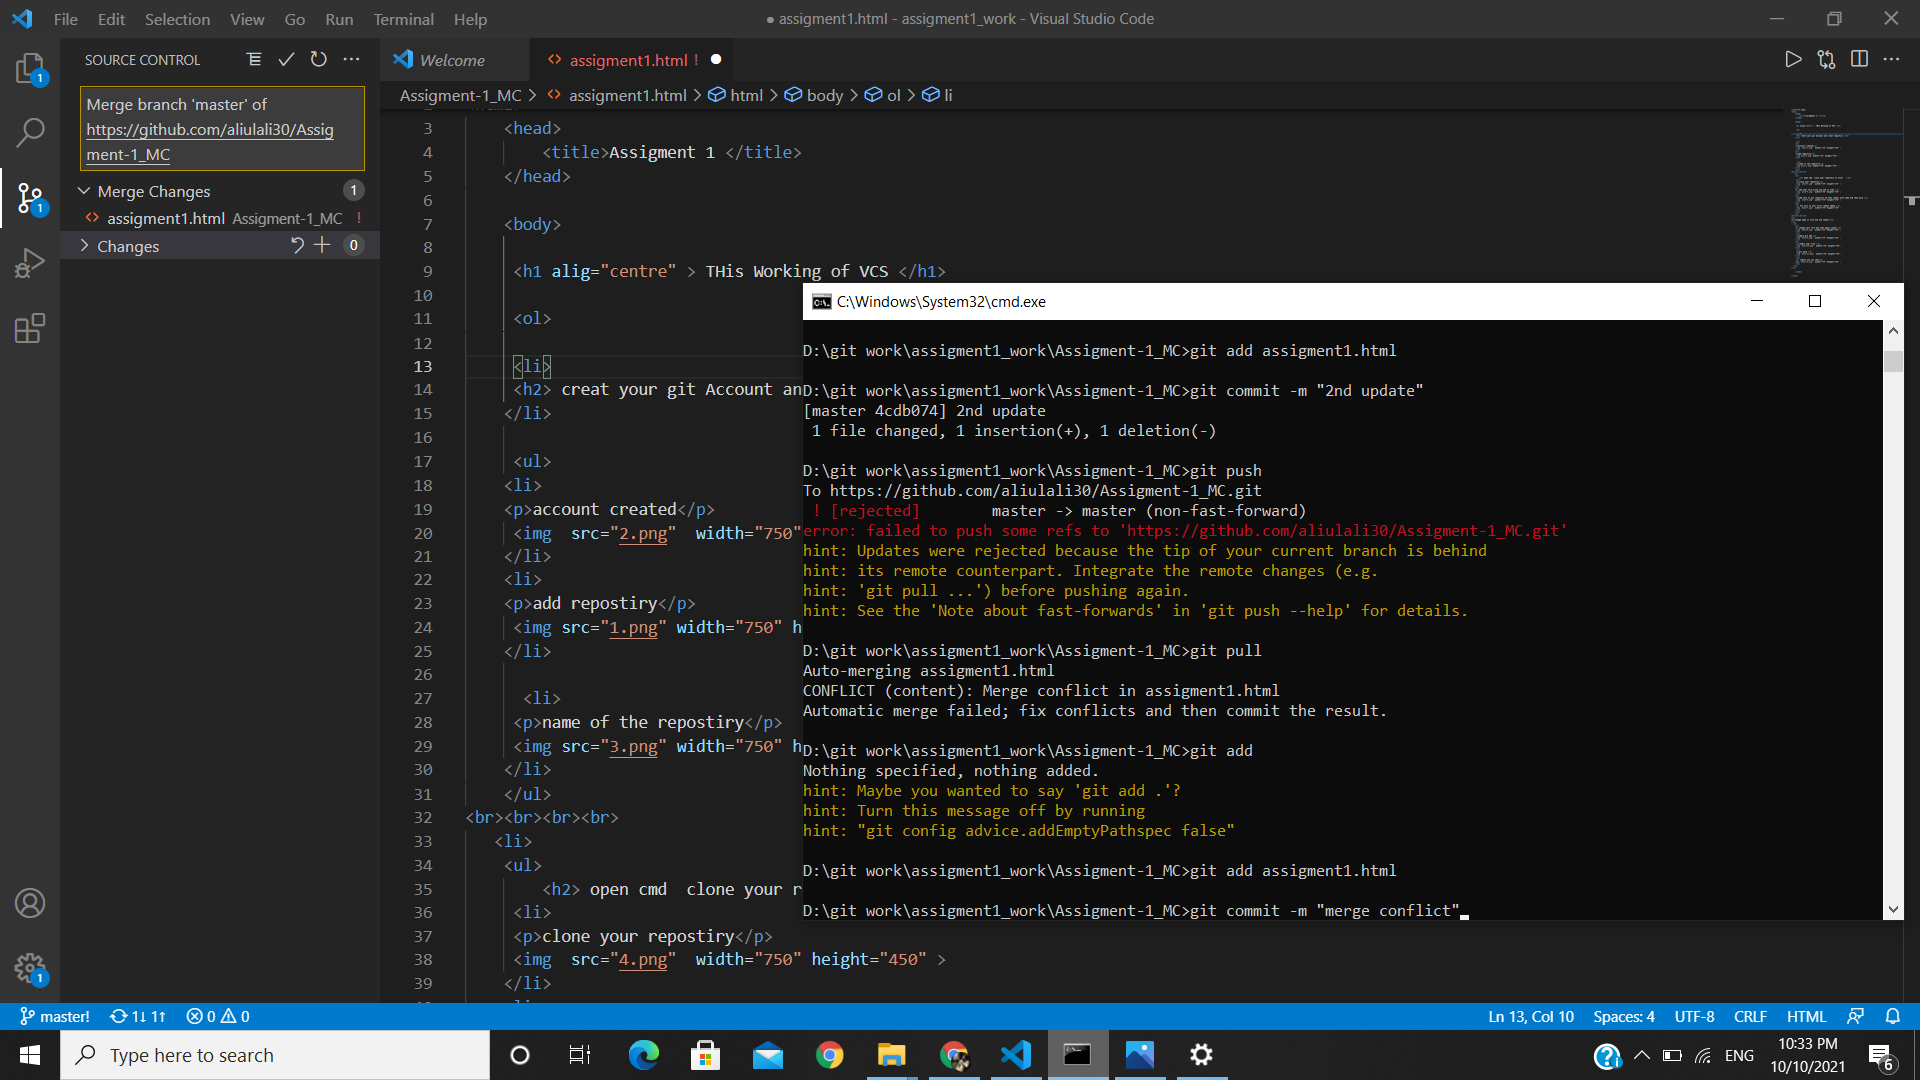 File Edit Selection View Go Run Terminal Help
● assigment1.html - assigment1_work - Visual Studio Code
SOURCE CONTROL
Merge branch 'master' of
https://github.com/aliulali30/Assig
ment-1_MC
Merge Changes 1
assigment1.html Assigment-1_MC !
Changes 0
1
1
1
Welcome
assigment1.html !
Assigment-1_MC > assigment1.html > html > body > ol > li
3 <head>
4 <title>Assigment 1 </title>
5 </head>
6
7 <body>
8
9 <h1 alig="centre" > THis Working of VCS </h1>
10
11 <ol>
12
13 <li>
14 <h2> creat your git Account an
15 </li>
16
17 <ul>
18 <li>
19 <p>account created</p>
20 <img src="2.png" width="750"
21 </li>
22 <li>
23 <p>add repostiry</p>
24 <img src="1.png" width="750" h
25 </li>
26
27 <li>
28 <p>name of the repostiry</p>
29 <img src="3.png" width="750" h
30 </li>
31 </ul>
32 <br><br><br><br>
33 <li>
34 <ul>
35 <h2> open cmd clone your r
36 <li>
37 <p>clone your repostiry</p>
38 <img src="4.png" width="750" height="450" >
39 </li>
C:\Windows\System32\cmd.exe
D:\git work\assigment1_work\Assigment-1_MC>git add assigment1.html
D:\git work\assigment1_work\Assigment-1_MC>git commit -m "2nd update"
[master 4cdb074] 2nd update
1 file changed, 1 insertion(+), 1 deletion(-)
D:\git work\assigment1_work\Assigment-1_MC>git push
To https://github.com/aliulali30/Assigment-1_MC.git
! [rejected] master -> master (non-fast-forward)
error: failed to push some refs to 'https://github.com/aliulali30/Assigment-1_MC.git'
hint: Updates were rejected because the tip of your current branch is behind
hint: its remote counterpart. Integrate the remote changes (e.g.
hint: 'git pull ...') before pushing again.
hint: See the 'Note about fast-forwards' in 'git push --help' for details.
D:\git work\assigment1_work\Assigment-1_MC>git pull
Auto-merging assigment1.html
CONFLICT (content): Merge conflict in assigment1.html
Automatic merge failed; fix conflicts and then commit the result.
D:\git work\assigment1_work\Assigment-1_MC>git add
Nothing specified, nothing added.
hint: Maybe you wanted to say 'git add .'?
hint: Turn this message off by running
hint: "git config advice.addEmptyPathspec false"
D:\git work\assigment1_work\Assigment-1_MC>git add assigment1.html
D:\git work\assigment1_work\Assigment-1_MC>git commit -m "merge conflict"
master! 1↓ 1↑ 0 0
Ln 13, Col 10 Spaces: 4 UTF-8 CRLF HTML
Type here to search
ENG
10:33 PM
10/10/2021
6